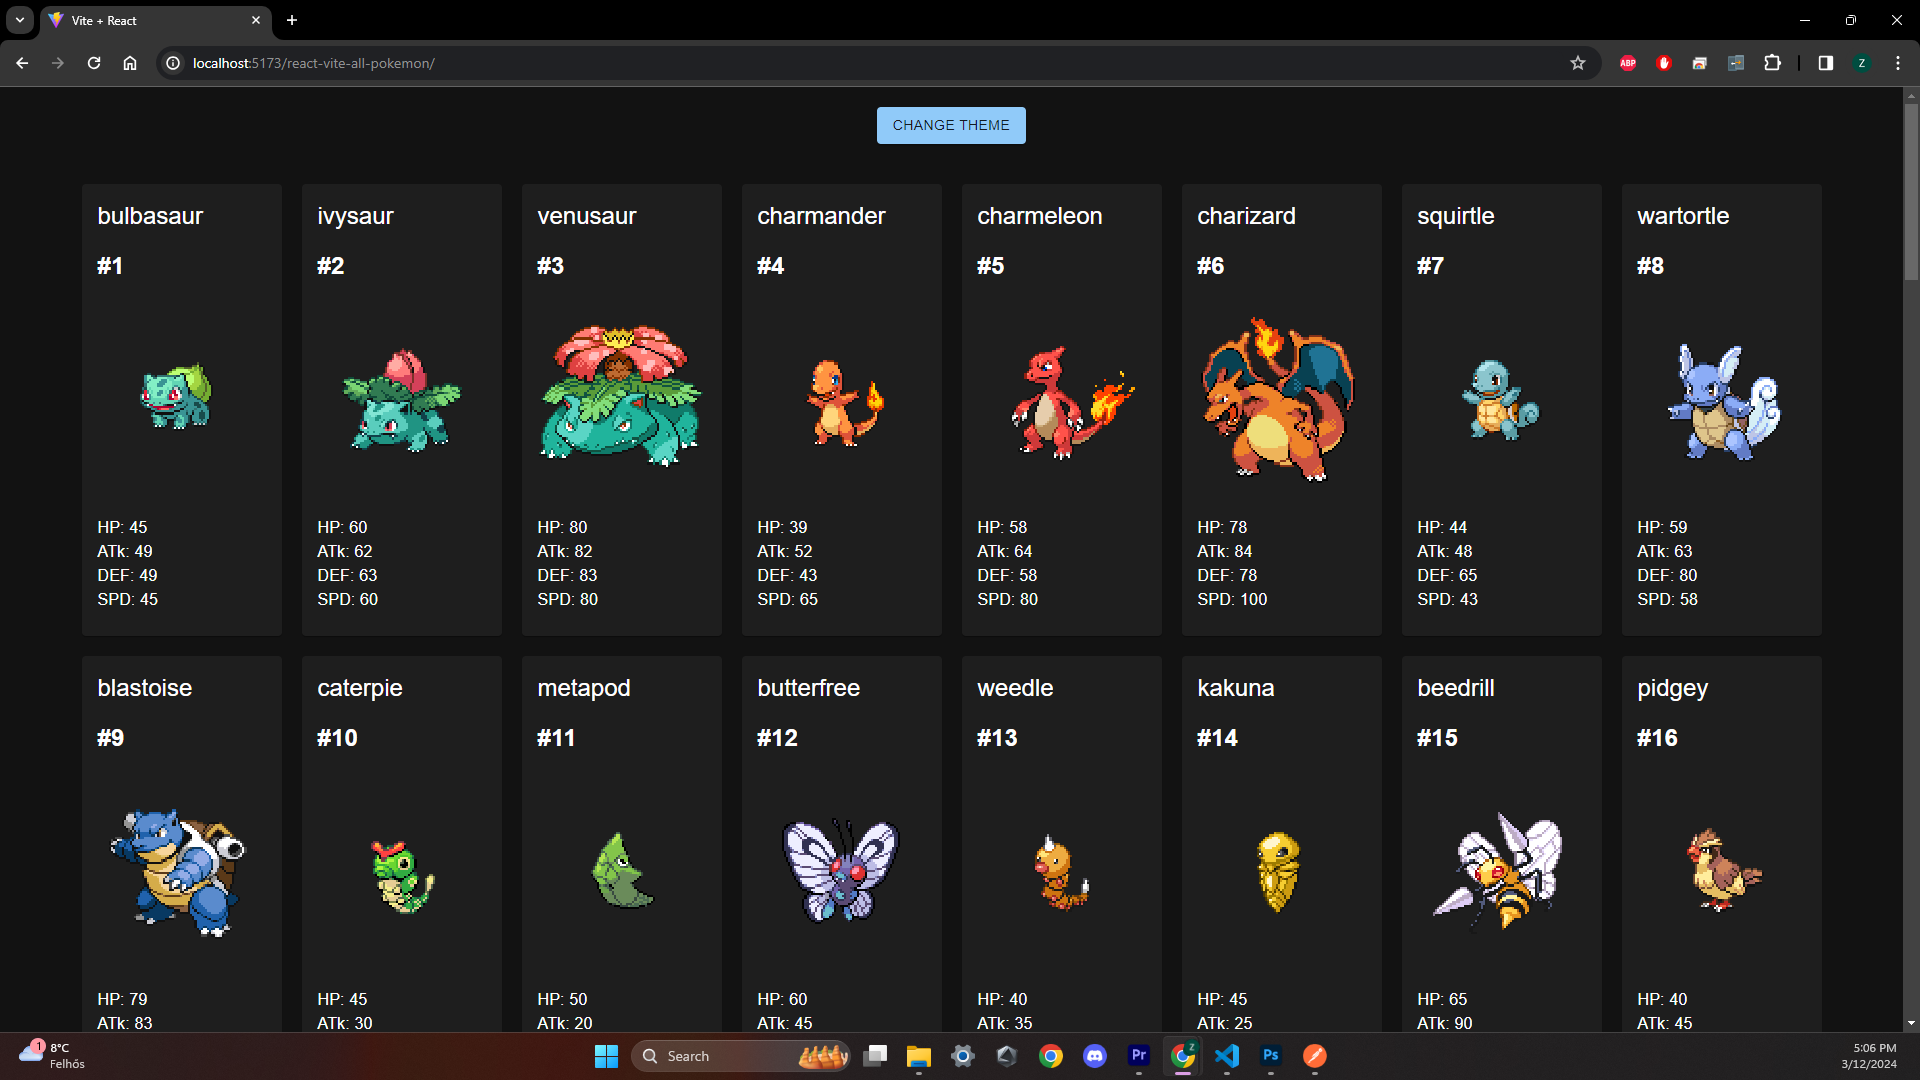 Vite + React
localhost:5173/react-vite-all-pokemon/
ABP
Z
CHANGE THEME
bulbasaur
#1
HP: 45
ATk: 49
DEF: 49
SPD: 45
ivysaur
#2
HP: 60
ATk: 62
DEF: 63
SPD: 60
venusaur
#3
HP: 80
ATk: 82
DEF: 83
SPD: 80
charmander
#4
HP: 39
ATk: 52
DEF: 43
SPD: 65
charmeleon
#5
HP: 58
ATk: 64
DEF: 58
SPD: 80
charizard
#6
HP: 78
ATk: 84
DEF: 78
SPD: 100
squirtle
#7
HP: 44
ATk: 48
DEF: 65
SPD: 43
wartortle
#8
HP: 59
ATk: 63
DEF: 80
SPD: 58
blastoise
#9
HP: 79
ATk: 83
caterpie
#10
HP: 45
ATk: 30
metapod
#11
HP: 50
ATk: 20
butterfree
#12
HP: 60
ATk: 45
weedle
#13
HP: 40
ATk: 35
kakuna
#14
HP: 45
ATk: 25
beedrill
#15
HP: 65
ATk: 90
pidgey
#16
HP: 40
ATk: 45
1
8°C
Felhős
Search
Pr
Z
Ps
5:06 PM
3/12/2024